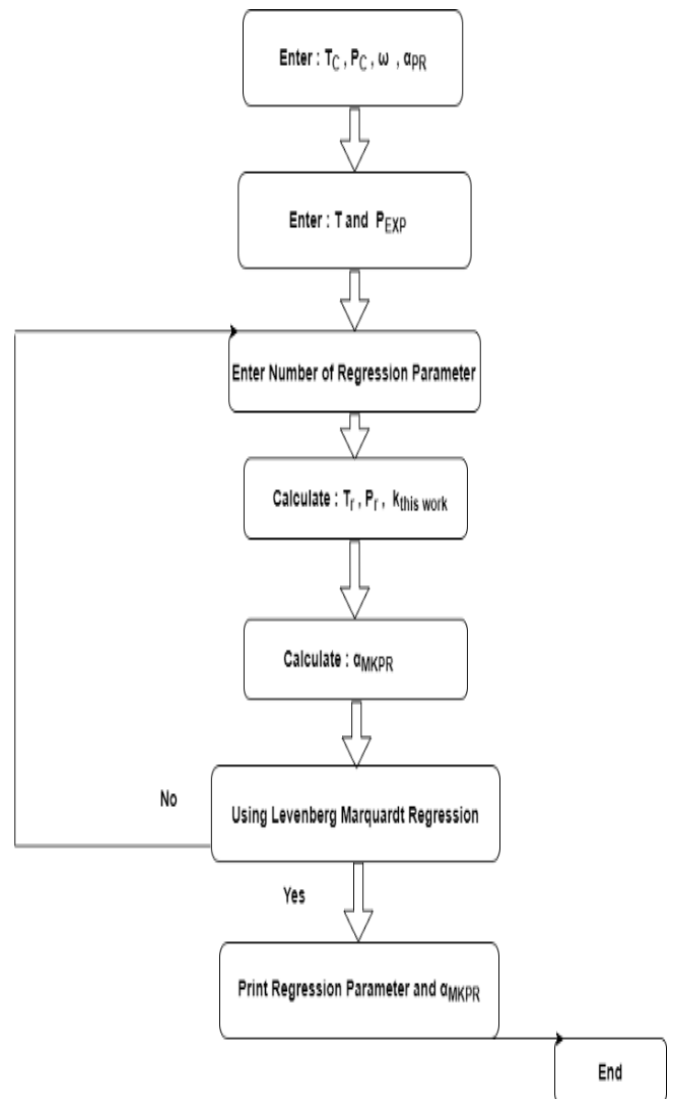 Enter : T_C , P_C , ω , α_PR
Enter : T and P_EXP
Enter Number of Regression Parameter
Calculate : T_r , P_r , k_this work
Calculate : α_MKPR
Using Levenberg Marquardt Regression
No
Yes
Print Regression Parameter and α_MKPR
End